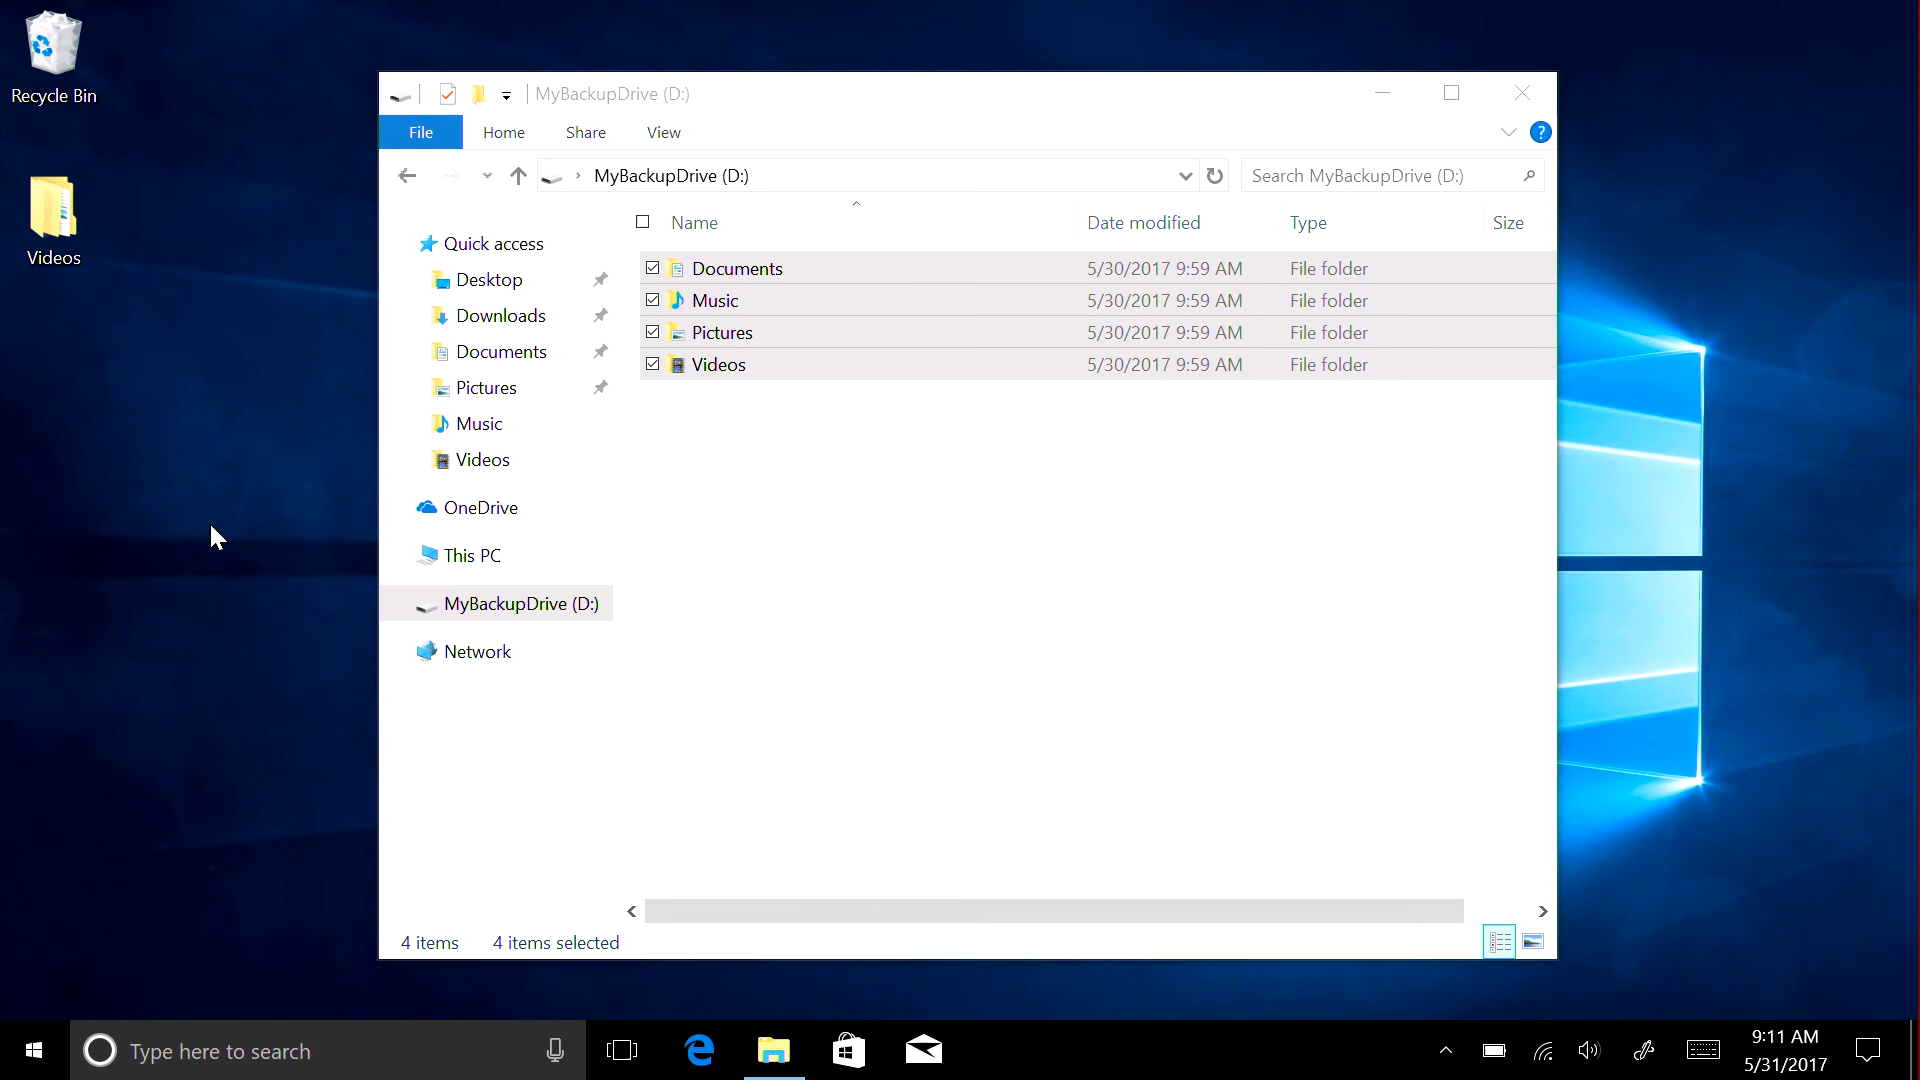 Recycle Bin
Videos
MyBackupDrive (D:)
File Home Share View
?
MyBackupDrive (D:)
Search MyBackupDrive (D:)
Name Date modified Type Size
Quick access
Desktop
Downloads
Documents
Pictures
Music
Videos
OneDrive
This PC
MyBackupDrive (D:)
Network
Documents 5/30/2017 9:59 AM File folder
Music 5/30/2017 9:59 AM File folder
Pictures 5/30/2017 9:59 AM File folder
Videos 5/30/2017 9:59 AM File folder
4 items 4 items selected
Type here to search
9:11 AM
5/31/2017